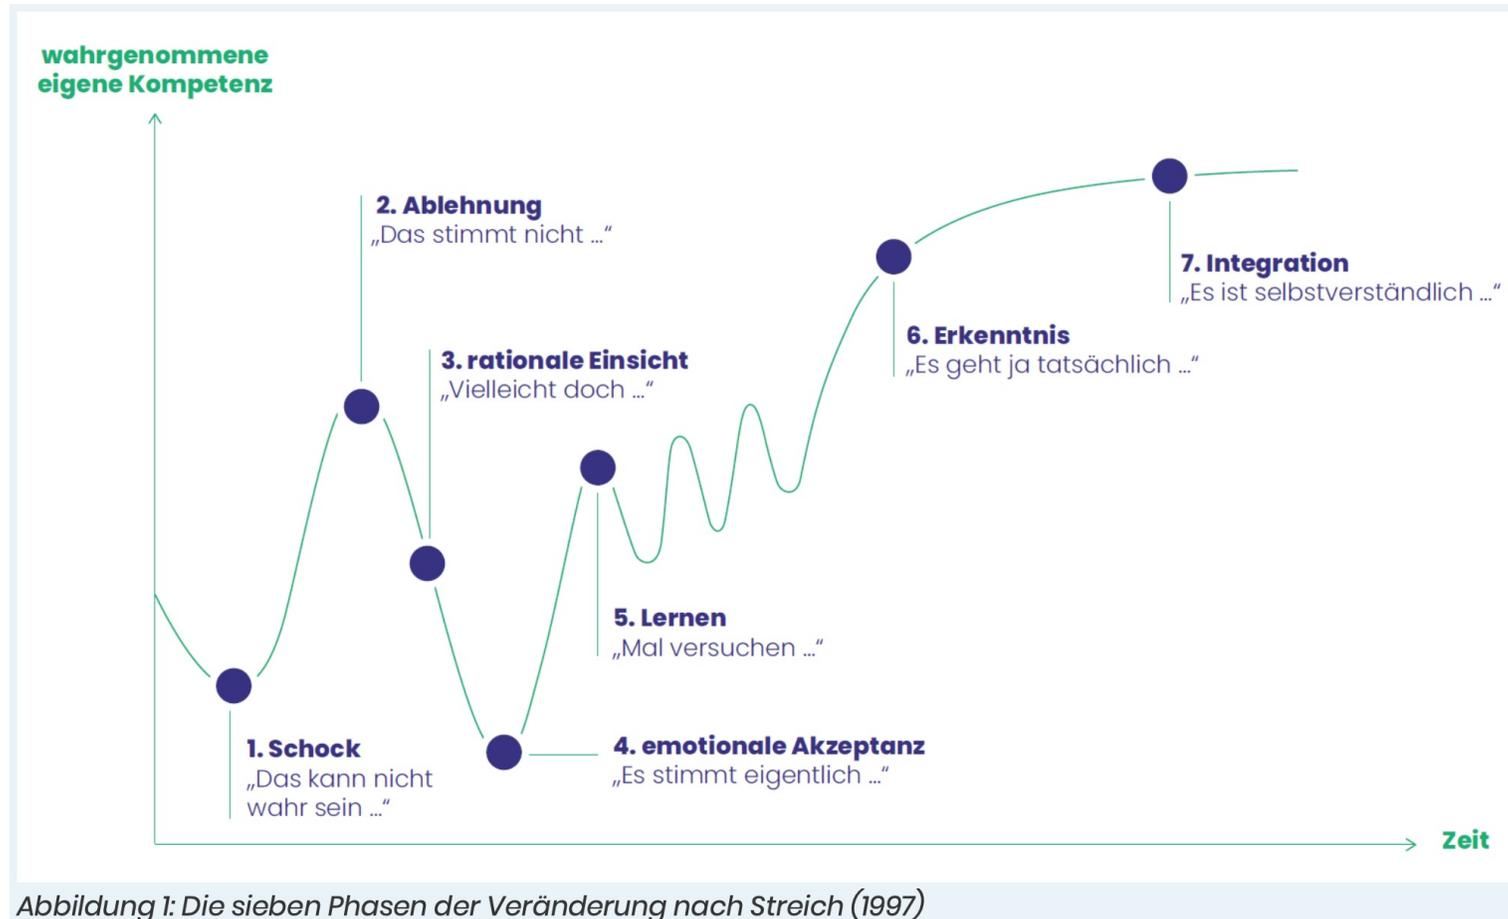 wahrgenommene
eigene Kompetenz
2. Ablehnung
„Das stimmt nicht ...“
3. rationale Einsicht
„Vielleicht doch ...“
7. Integration
„Es ist selbstverständlich ...“
6. Erkenntnis
„Es geht ja tatsächlich ...“
5. Lernen
„Mal versuchen ...“
1. Schock
„Das kann nicht
wahr sein ...“
4. emotionale Akzeptanz
„Es stimmt eigentlich ...“
Zeit
Abbildung 1: Die sieben Phasen der Veränderung nach Streich (1997)